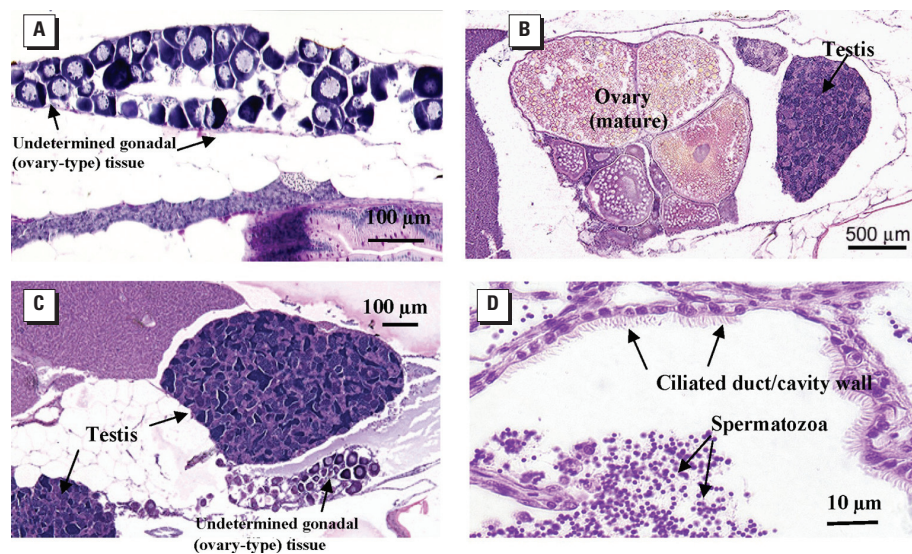 A
Undetermined gonadal
(ovary-type) tissue
100 µm
B
Testis
Ovary
(mature)
500 µm
C
100 µm
Testis
Undetermined gonadal
(ovary-type) tissue
D
Ciliated duct/cavity wall
Spermatozoa
10 µm